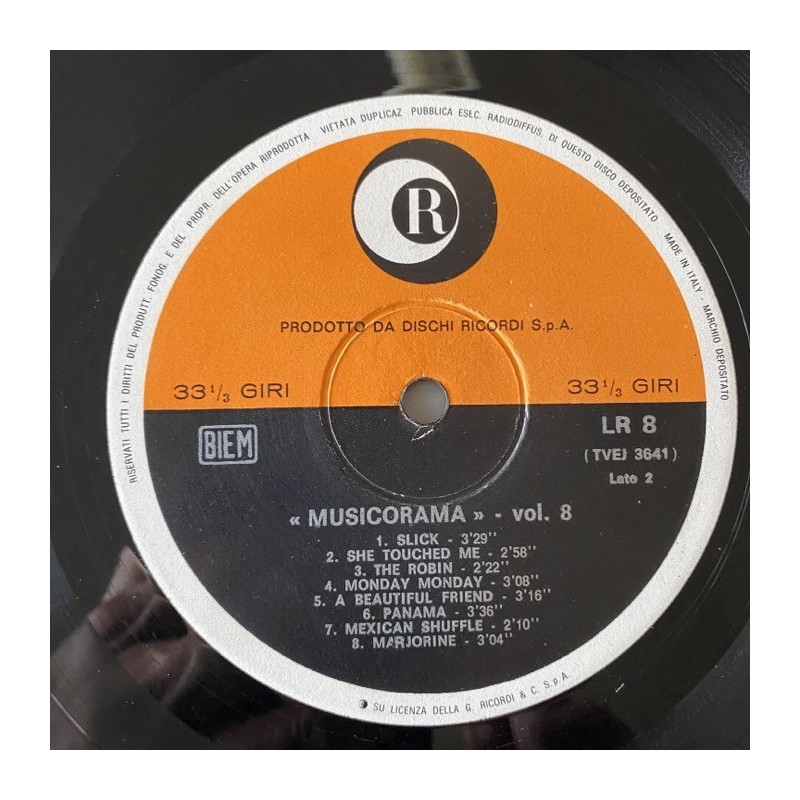 RISERVATI TUTTI I DIRITTI DEL PRODUTT. FONOG. E DEL PROPR. DELL'OPERA RIPRODOTTA VIETATA DUPLICAZ PUBBLICA ESEC. RADIODIFFUS. DI QUESTO DISCO DEPOSITATO MADE IN ITALY - MARCHIO DEPOSITATO
R
PRODOTTO DA DISCHI RICORDI S.p.A.
33 1/3 GIRI 33 1/3 GIRI
BIEM LR 8
(TVEJ 3641)
Lato 2
« MUSICORAMA » - vol. 8
1. SLICK - 3'29''
2. SHE TOUCHED ME - 2'58''
3. THE ROBIN - 2'22''
4. MONDAY MONDAY - 3'08''
5. A BEAUTIFUL FRIEND - 3'16''
6. PANAMA - 3'36''
7. MEXICAN SHUFFLE - 2'10''
8. MARJORINE - 3'04''
SU LICENZA DELLA G. RICORDI & C. S.p.A.